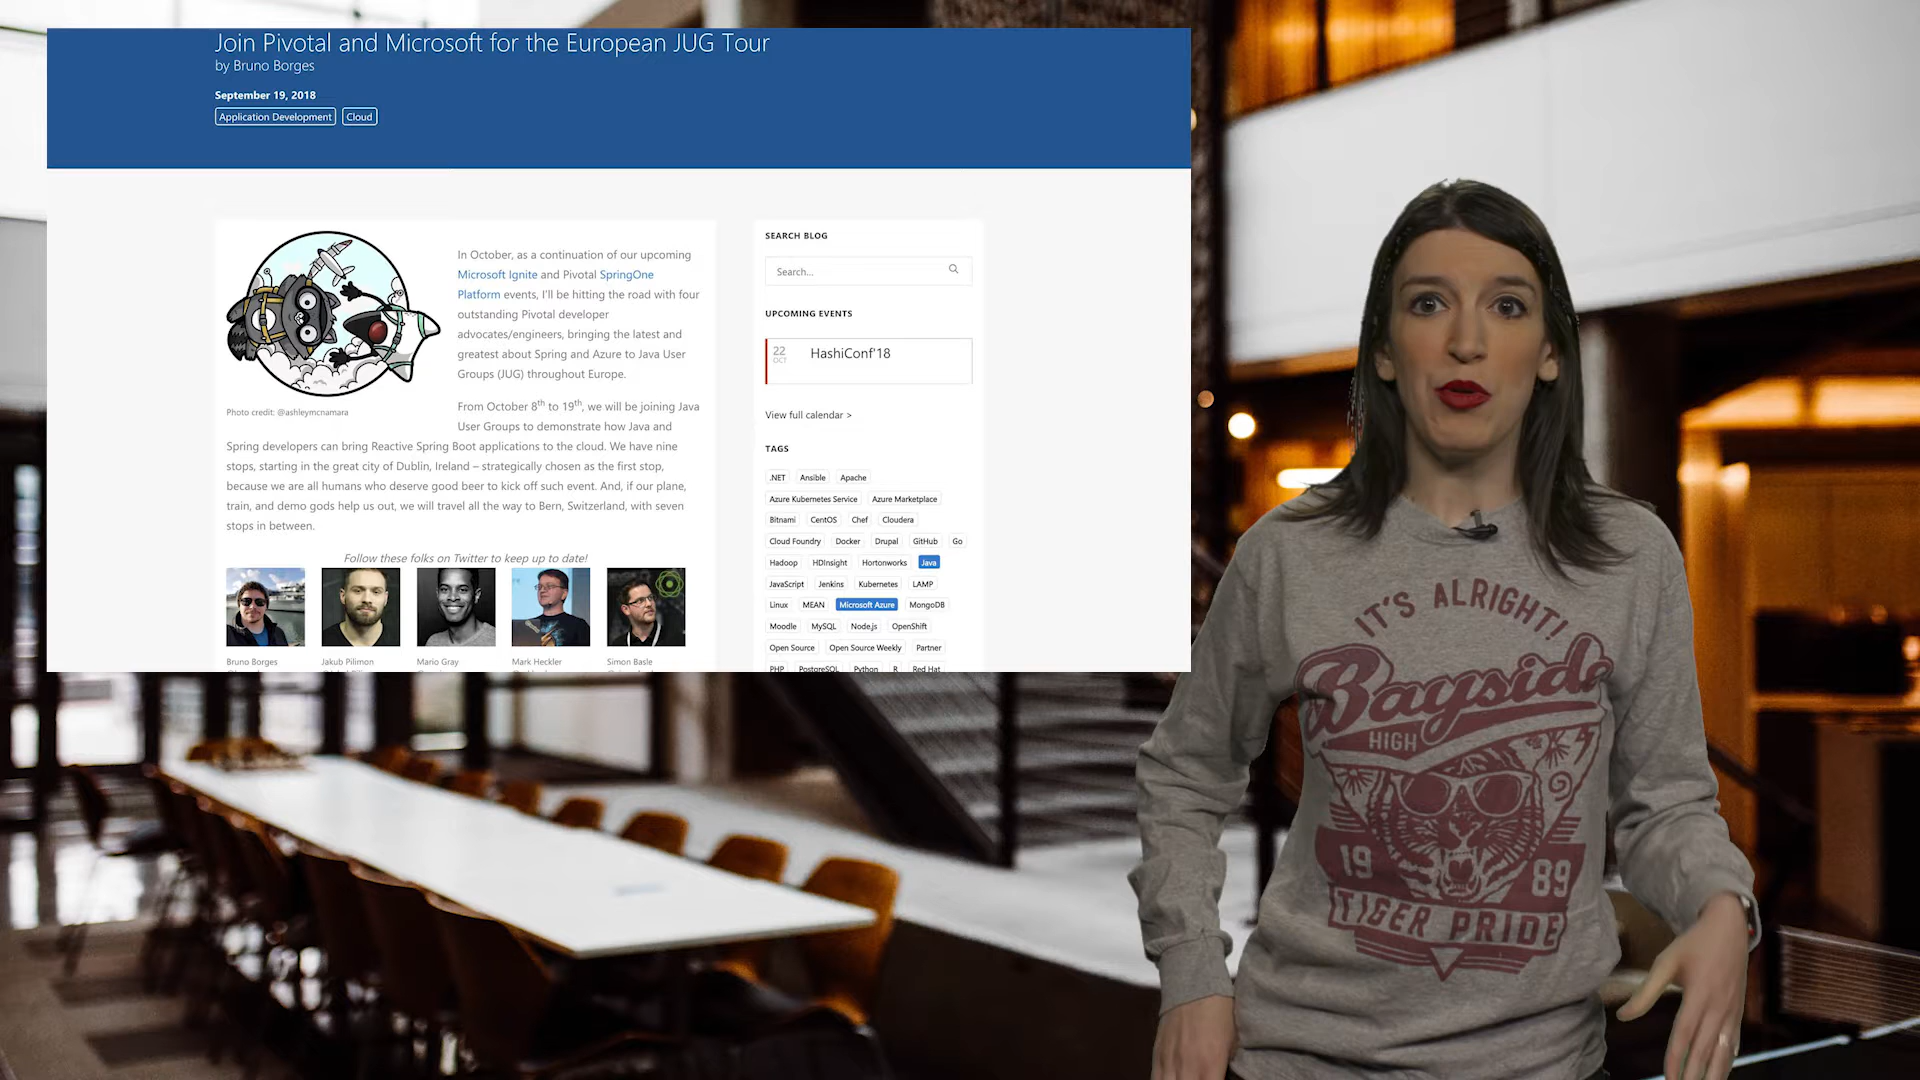 Join Pivotal and Microsoft for the European JUG Tour
by Bruno Borges
September 19, 2018
Application Development
Cloud
In October, as a continuation of our upcoming
Microsoft Ignite and Pivotal SpringOne
Platform events, I'll be hitting the road with four
outstanding Pivotal developer
advocates/engineers, bringing the latest and
greatest about Spring and Azure to Java User
Groups (JUG) throughout Europe.
Photo credit: @ashleymcnamara
From October 8th to 19th, we will be joining Java
User Groups to demonstrate how Java and
Spring developers can bring Reactive Spring Boot applications to the cloud. We have nine
stops, starting in the great city of Dublin, Ireland – strategically chosen as the first stop,
because we are all humans who deserve good beer to kick off such event. And, if our plane,
train, and demo gods help us out, we will travel all the way to Bern, Switzerland, with seven
stops in between.
Follow these folks on Twitter to keep up to date!
Bruno Borges
Jakub Pilimon
Mario Gray
Mark Heckler
Simon Basle
SEARCH BLOG
Search...
UPCOMING EVENTS
22
OCT
HashiConf'18
View full calendar >
TAGS
.NET Ansible Apache
Azure Kubernetes Service Azure Marketplace
Bitnami CentOS Chef Cloudera
Cloud Foundry Docker Drupal GitHub Go
Hadoop HDInsight Hortonworks Java
JavaScript Jenkins Kubernetes LAMP
Linux MEAN Microsoft Azure MongoDB
Moodle MySQL Node.js OpenShift
Open Source Open Source Weekly Partner
PHP PostgreSQL Python R Red Hat
IT'S ALRIGHT!
Bayside
HIGH
19 89
TIGER PRIDE